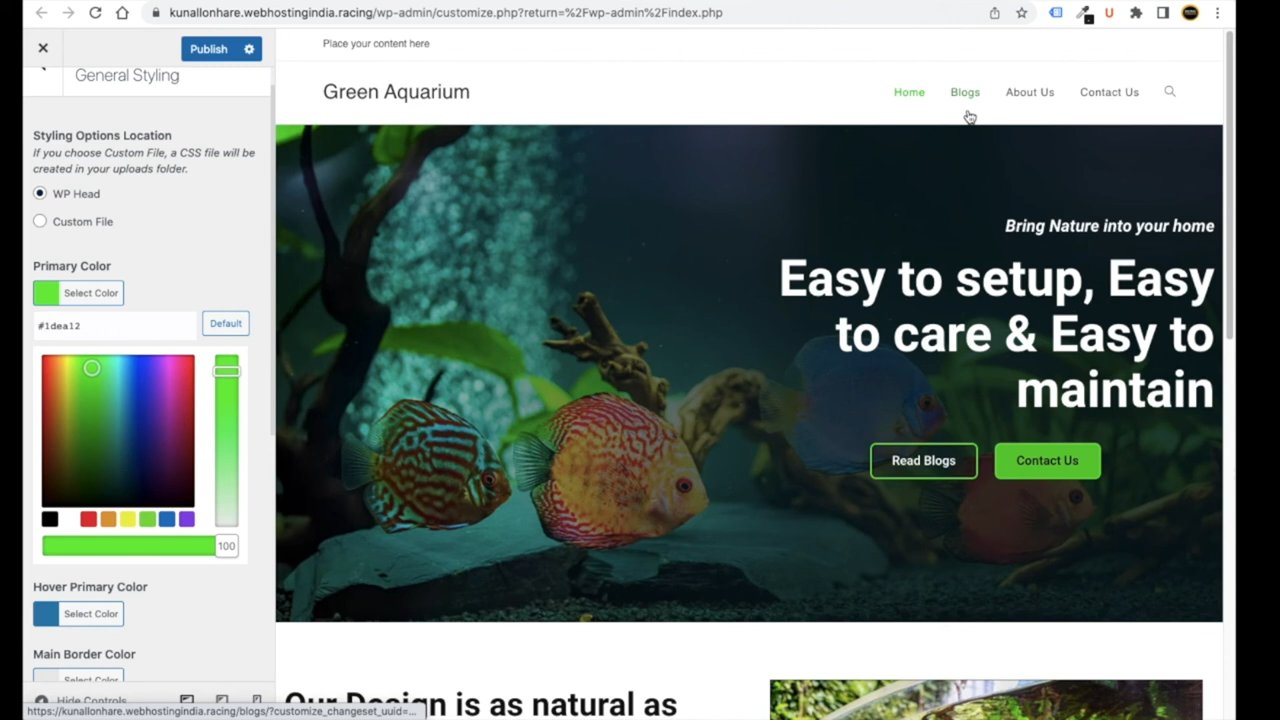 kunallonhare.webhostingindia.racing/wp-admin/customize.php?return=%2Fwp-admin%2Findex.php
Publish
General Styling
Styling Options Location
If you choose Custom File, a CSS file will be
created in your uploads folder.
WP Head
Custom File
Primary Color
Select Color
#1dea12
Default
100
Hover Primary Color
Select Color
Main Border Color
Select Color
Hide Controls
https://kunallonhare.webhostingindia.racing/blogs/?customize_changeset_uuid=...
Place your content here
Green Aquarium
Home
Blogs
About Us
Contact Us
Bring Nature into your home
Easy to setup, Easy
to care & Easy to
maintain
Read Blogs
Contact Us
Our Design is as natural as